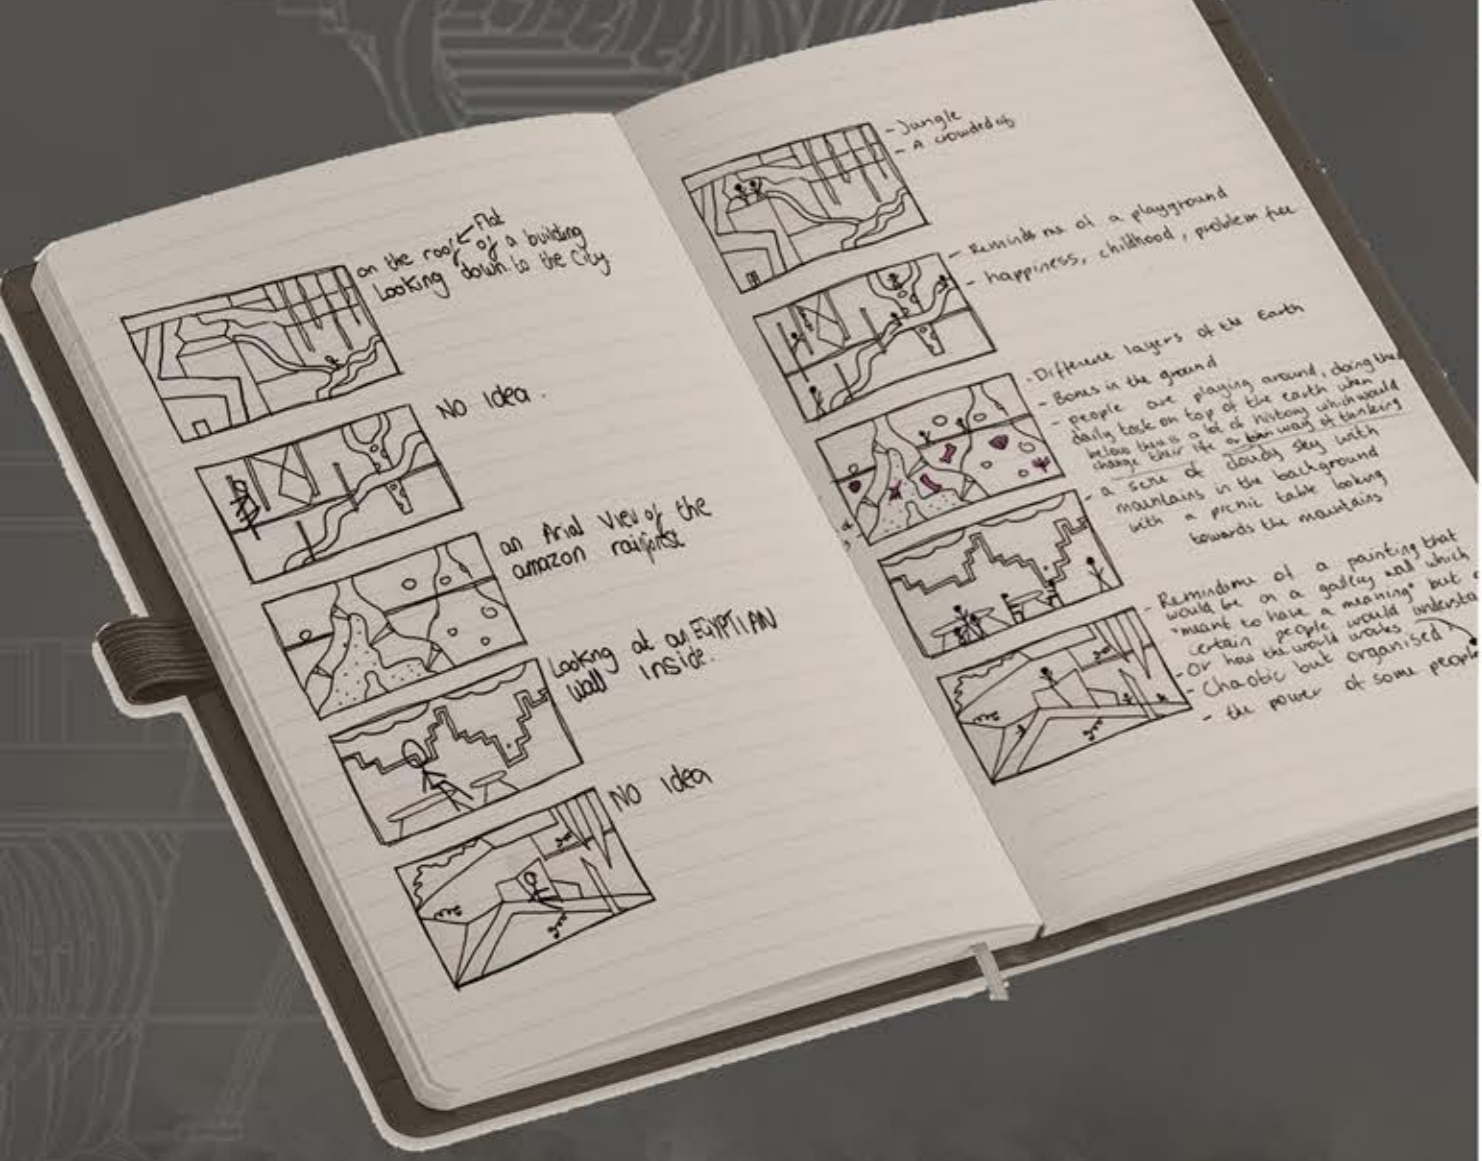 on the roof ← Flat
of a building
Looking down to the City
NO idea.
an Arial View of the
amazon rainforest
Looking at an EGYPTIAN
wall inside.
NO idea
- Jungle
- A crowded
- Reminds me of a playground
- happiness, childhood, problem free
- Different layers of the Earth
- Bones in the ground
- people are playing around, doing
daily task on top of the earth when
below there is a lot of history which would
change their life or way of thinking
- a scene of cloudy sky with
mountains in the background
with a picnic table looking
towards the mountains
- Reminds me of a painting that
would be on a gallery wall which
"meant to have a meaning" but
certain people would
- Or how the world works
- Chaotic but organised
- the power of some people